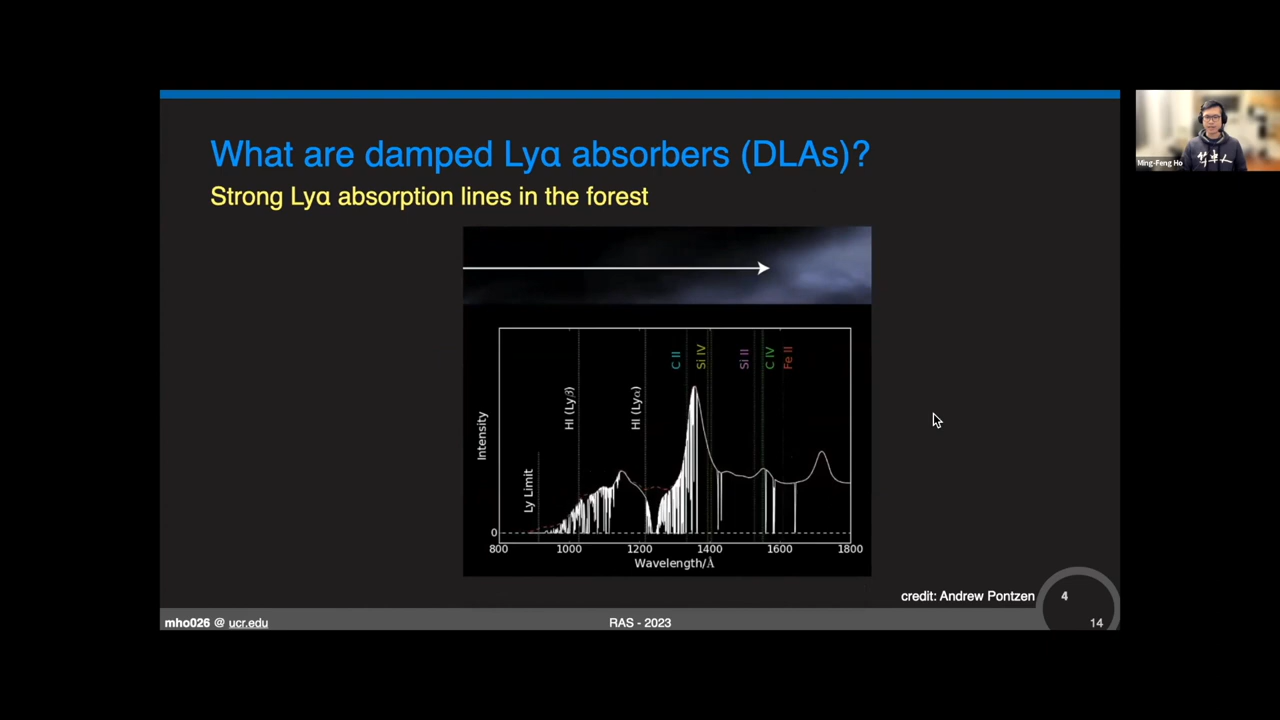 What are damped Lyα absorbers (DLAs)?
Strong Lyα absorption lines in the forest
Intensity
Ly Limit
HI (Lyβ)
HI (Lyα)
C II
Si IV
Si II
C IV
Fe II
0
800 1000 1200 1400 1600 1800
Wavelength/Å
credit: Andrew Pontzen
4
mho026 @ ucr.edu
RAS - 2023
14
Ming-Feng Ho